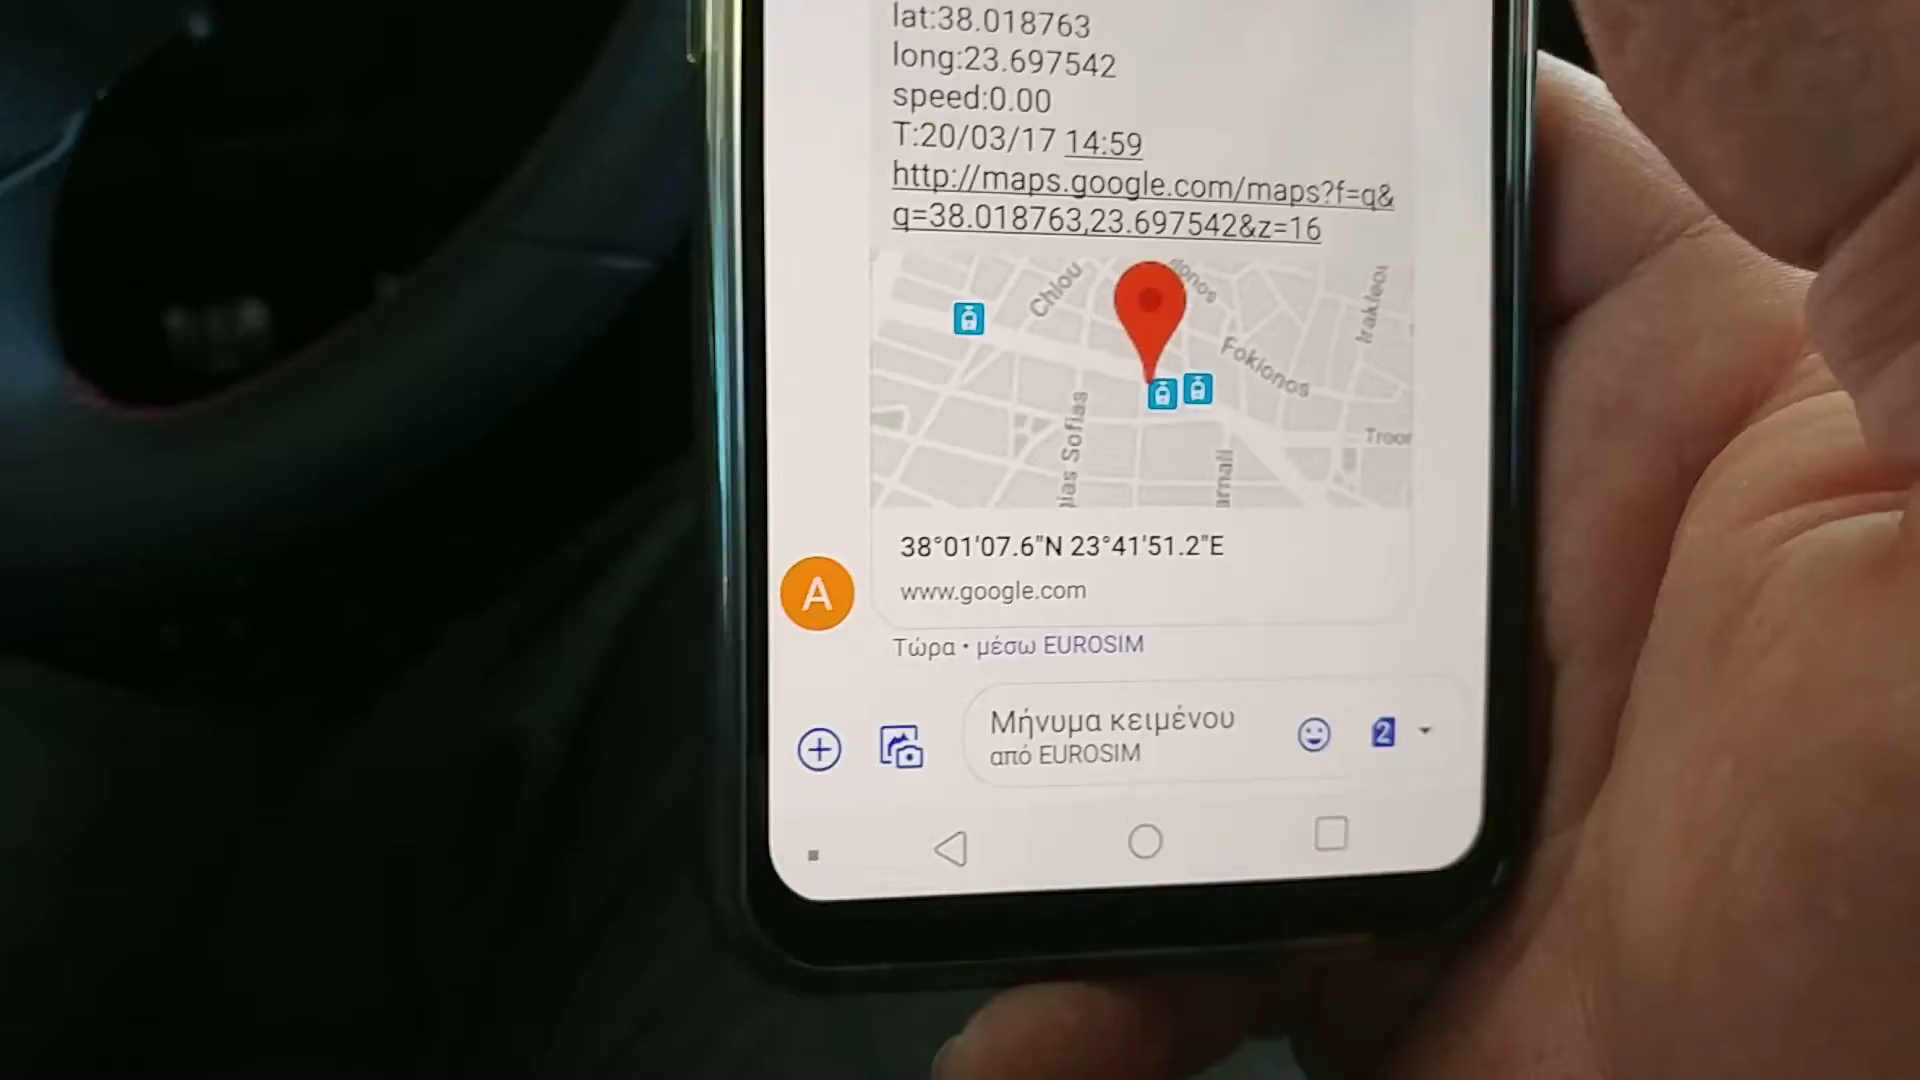 lat:38.018763
long:23.697542
speed:0.00
T:20/03/17 14:59
http://maps.google.com/maps?f=q&
q=38.018763,23.697542&z=16
Chiou
Fokionos
Sofias
38°01'07.6"N 23°41'51.2"E
www.google.com
A
Τώρα • μέσω EUROSIM
Μήνυμα κειμένου
από EUROSIM
2